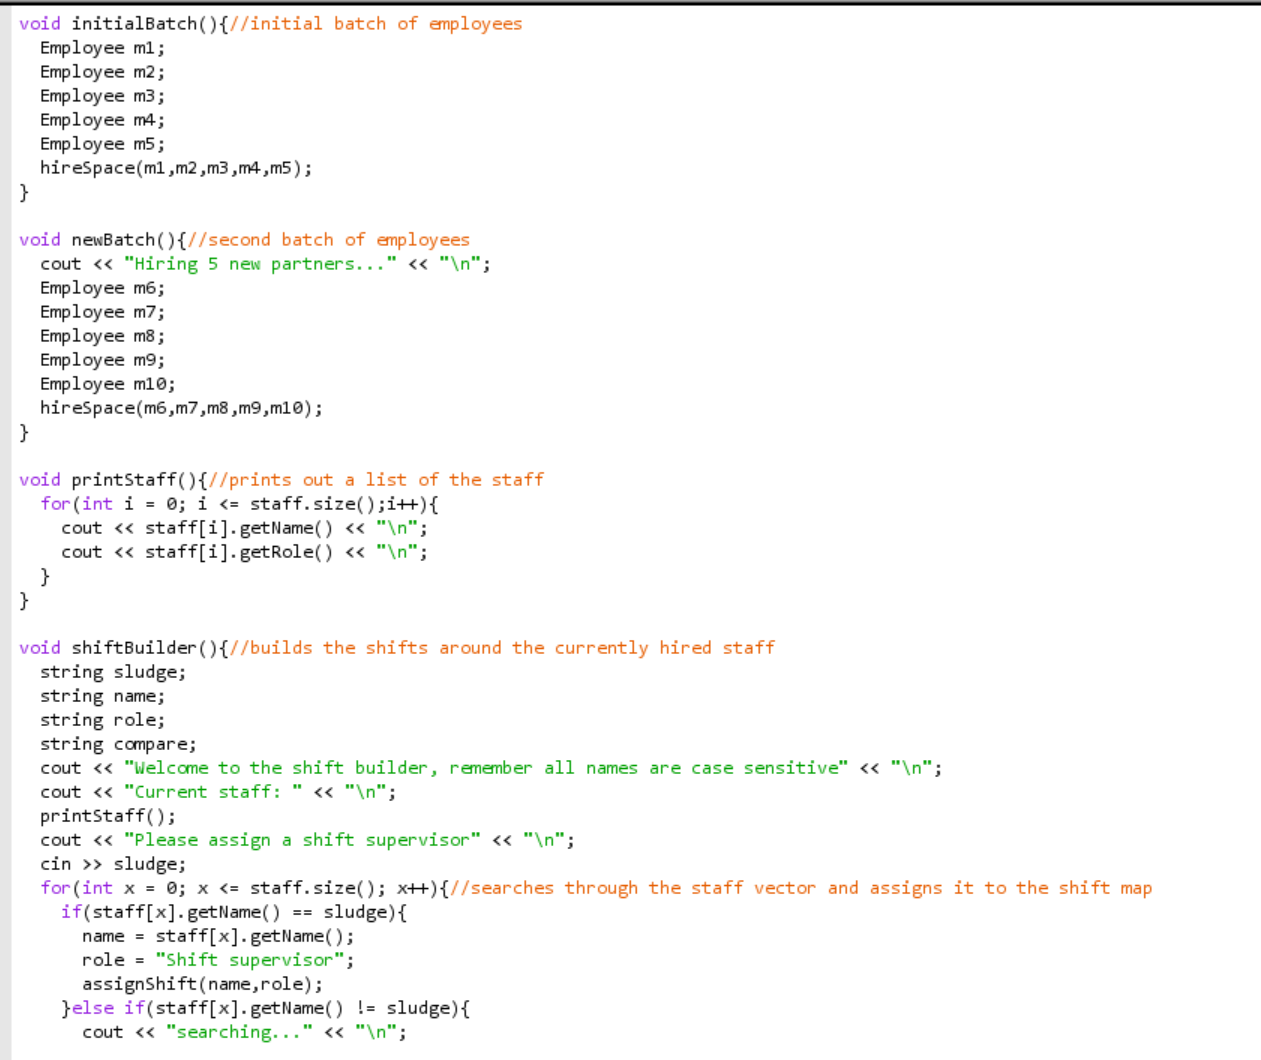 void initialBatch(){//initial batch of employees
  Employee m1;
  Employee m2;
  Employee m3;
  Employee m4;
  Employee m5;
  hireSpace(m1,m2,m3,m4,m5);
}

void newBatch(){//second batch of employees
  cout << "Hiring 5 new partners..." << "\n";
  Employee m6;
  Employee m7;
  Employee m8;
  Employee m9;
  Employee m10;
  hireSpace(m6,m7,m8,m9,m10);
}

void printStaff(){//prints out a list of the staff
  for(int i = 0; i <= staff.size();i++){
    cout << staff[i].getName() << "\n";
    cout << staff[i].getRole() << "\n";
  }
}

void shiftBuilder(){//builds the shifts around the currently hired staff
  string sludge;
  string name;
  string role;
  string compare;
  cout << "Welcome to the shift builder, remember all names are case sensitive" << "\n";
  cout << "Current staff: " << "\n";
  printStaff();
  cout << "Please assign a shift supervisor" << "\n";
  cin >> sludge;
  for(int x = 0; x <= staff.size(); x++){//searches through the staff vector and assigns it to the shift map
    if(staff[x].getName() == sludge){
      name = staff[x].getName();
      role = "Shift supervisor";
      assignShift(name,role);
    }else if(staff[x].getName() != sludge){
      cout << "searching..." << "\n";